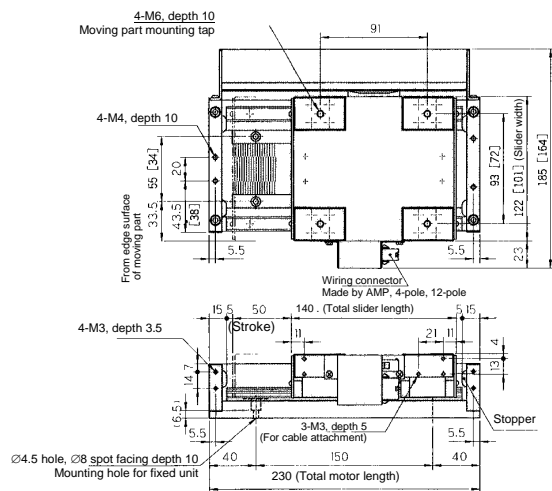 4-M6, depth 10
Moving part mounting tap
91
4-M4, depth 10
55 [34]
20
33.5
43.5
[38]
From edge surface
of moving part
93 [72]
122 [101] (Slider width)
185 [164]
23
5.5
5.5
Wiring connector
Made by AMP, 4-pole, 12-pole
15
5
50
140 . (Total slider length)
5
15
(Stroke)
4-M3, depth 3.5
11
21
11
4
13
14
7
(6.5)
3-M3, depth 5
(For cable attachment)
Stopper
5.5
5.5
Ø4.5 hole, Ø8 spot facing depth 10
Mounting hole for fixed unit
40
150
40
230 (Total motor length)